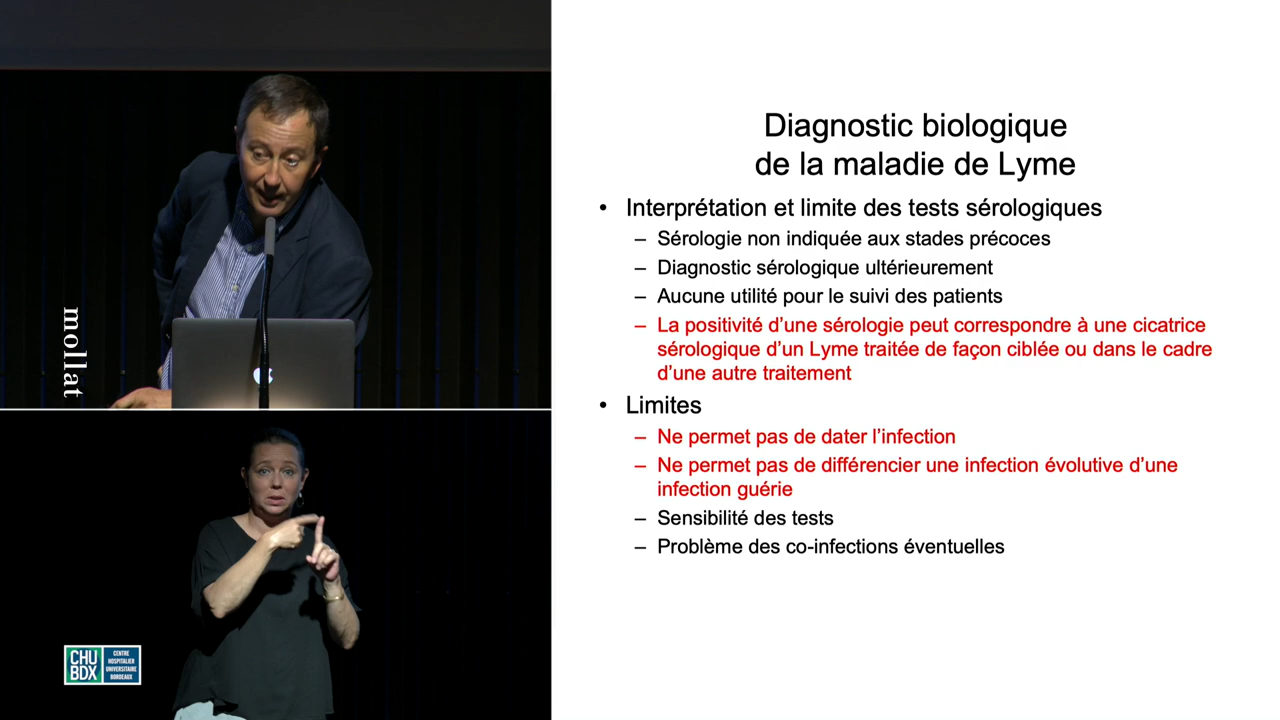 mollat
CHU
BDX
CENTRE
HOSPITALIER
UNIVERSITAIRE
BORDEAUX
Diagnostic biologique
de la maladie de Lyme
• Interprétation et limite des tests sérologiques
– Sérologie non indiquée aux stades précoces
– Diagnostic sérologique ultérieurement
– Aucune utilité pour le suivi des patients
– La positivité d’une sérologie peut correspondre à une cicatrice
sérologique d’un Lyme traitée de façon ciblée ou dans le cadre
d’une autre traitement
• Limites
– Ne permet pas de dater l’infection
– Ne permet pas de différencier une infection évolutive d’une
infection guérie
– Sensibilité des tests
– Problème des co-infections éventuelles